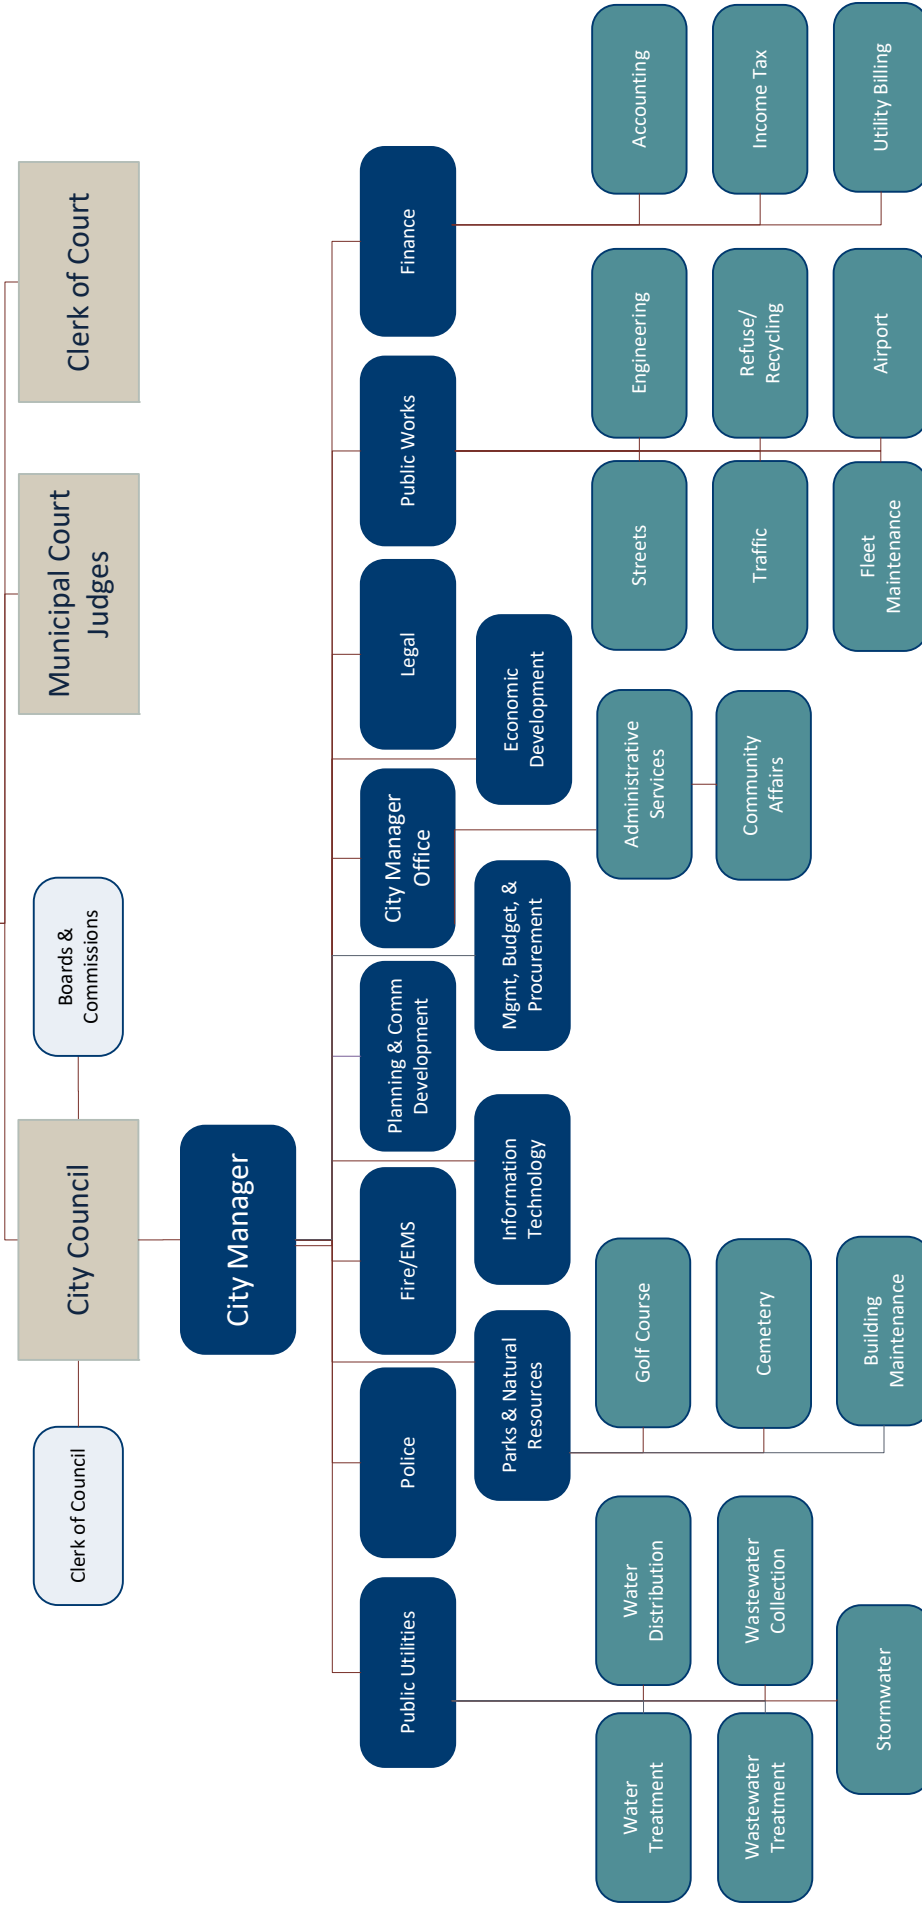 Clerk of Council
City Council
Boards &
Commissions
Municipal Court
Judges
Clerk of Court
City Manager
Public Utilities
Police
Fire/EMS
Planning & Comm
Development
City Manager
Office
Legal
Public Works
Finance
Parks & Natural
Resources
Information
Technology
Mgmt, Budget, &
Procurement
Economic
Development
Water
Treatment
Water
Distribution
Golf Course
Administrative
Services
Streets
Engineering
Accounting
Wastewater
Treatment
Wastewater
Collection
Cemetery
Community
Affairs
Traffic
Refuse/
Recycling
Income Tax
Stormwater
Building
Maintenance
Fleet
Maintenance
Airport
Utility Billing